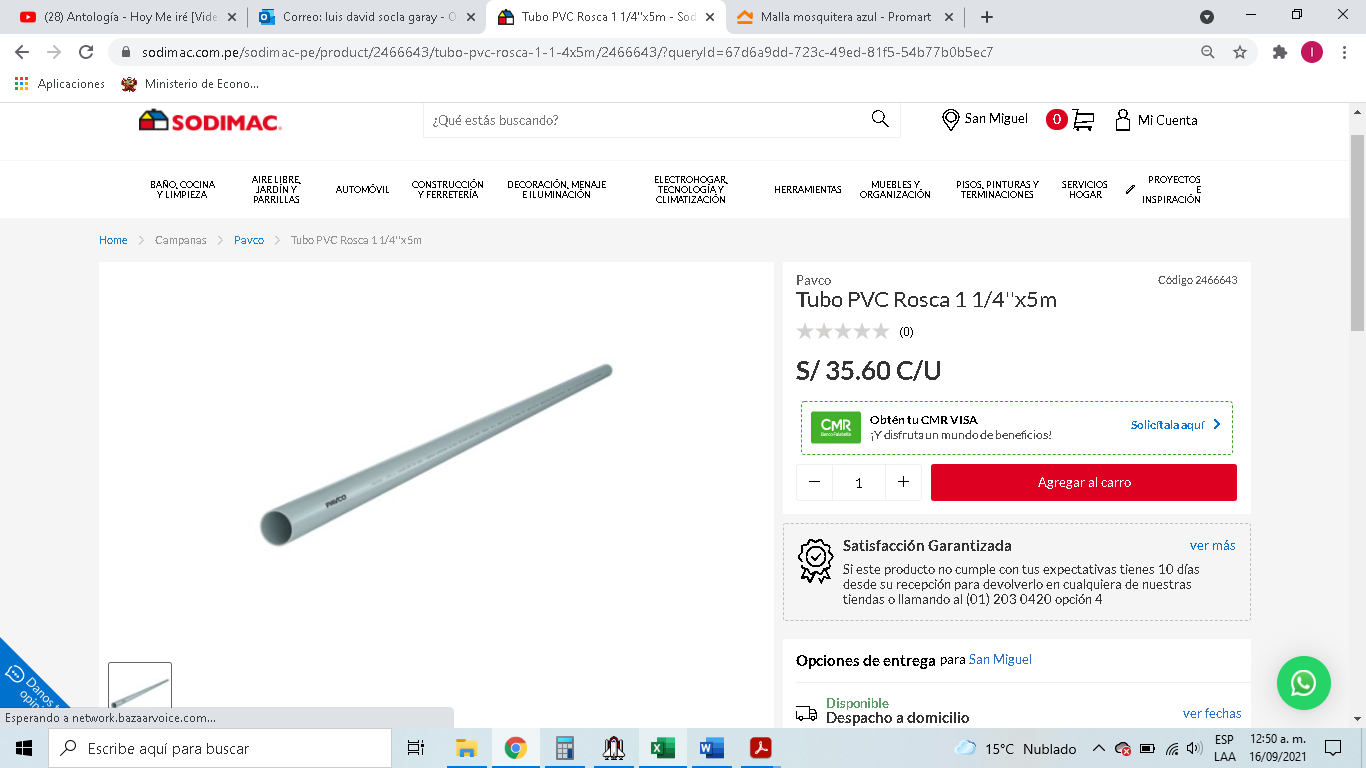 (28) Antología - Hoy Me iré [Vide
Correo: luis david socla garay - O
Tubo PVC Rosca 1 1/4''x5m - Sod
Malla mosquitera azul - Promart
sodimac.com.pe/sodimac-pe/product/2466643/tubo-pvc-rosca-1-1-4x5m/2466643/?queryId=67d6a9dd-723c-49ed-81f5-54b77b0b5ec7
I
Aplicaciones
Ministerio de Econo...
SODIMAC
¿Qué estás buscando?
San Miguel
0
Mi Cuenta
BAÑO, COCINA
Y LIMPIEZA
AIRE LIBRE,
JARDÍN Y
PARRILLAS
AUTOMÓVIL
CONSTRUCCIÓN
Y FERRETERÍA
DECORACIÓN, MENAJE
E ILUMINACIÓN
ELECTROHOGAR,
TECNOLOGÍA Y
CLIMATIZACIÓN
HERRAMIENTAS
MUEBLES Y
ORGANIZACIÓN
PISOS, PINTURAS Y
TERMINACIONES
SERVICIOS
HOGAR
PROYECTOS
E
INSPIRACIÓN
Home > Campanas > Pavco > Tubo PVC Rosca 1 1/4''x5m
PAVCO
Pavco
Código 2466643
Tubo PVC Rosca 1 1/4''x5m
(0)
S/ 35.60 C/U
CMR
Banco Falabella
Obtén tu CMR VISA
¡Y disfruta un mundo de beneficios!
Solicítala aquí
1
Agregar al carro
Satisfacción Garantizada
ver más
Si este producto no cumple con tus expectativas tienes 10 días
desde su recepción para devolverlo en cualquiera de nuestras
tiendas o llamando al (01) 203 0420 opción 4
Opciones de entrega para San Miguel
Disponible
Despacho a domicilio
ver fechas
Danos
opin
Esperando a network.bazaarvoice.com...
Escribe aquí para buscar
15°C Nublado
ESP
LAA
12:50 a. m.
16/09/2021